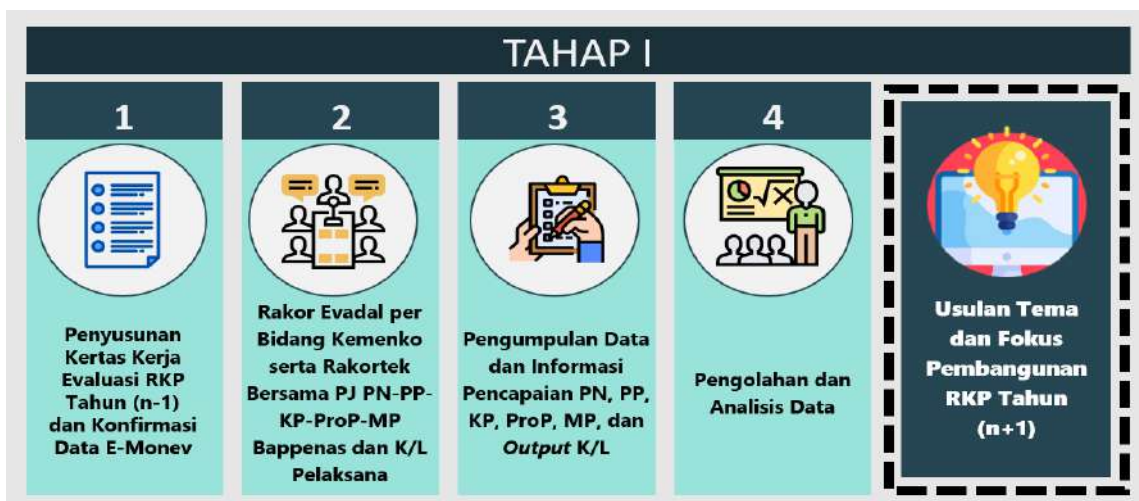 TAHAP I
1
Penyusunan
Kertas Kerja
Evaluasi RKP
Tahun (n-1)
dan Konfirmasi
Data E-Monev
2
Rakor Evadal per
Bidang Kemenko
serta Rakortek
Bersama PJ PN-PP-
KP-ProP-MP
Bappenas dan K/L
Pelaksana
3
Pengumpulan Data
dan Informasi
Pencapaian PN, PP,
KP, ProP, MP, dan
Output K/L
4
Pengolahan dan
Analisis Data
Usulan Tema
dan Fokus
Pembangunan
RKP Tahun
(n+1)